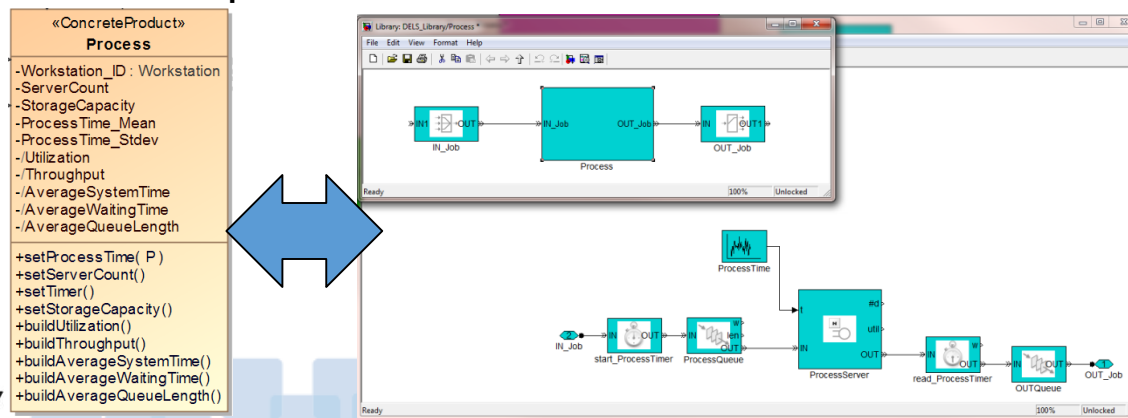 «ConcreteProduct»
Process
-Workstation_ID : Workstation
-ServerCount
-StorageCapacity
-ProcessTime_Mean
-ProcessTime_Stdev
-/Utilization
-/Throughput
-/AverageSystemTime
-/AverageWaitingTime
-/AverageQueueLength
+setProcessTime( P )
+setServerCount()
+setTimer()
+setStorageCapacity()
+buildUtilization()
+buildThroughput()
+buildAverageSystemTime()
+buildAverageWaitingTime()
+buildAverageQueueLength()
Library: DELS_Library/Process *
File Edit View Format Help
IN1 OUT
IN_Job
IN_Job OUT_Job
Process
IN OUT1
OUT_Job
Ready 100% Unlocked
ProcessTime
2
IN_Job
IN OUT
start_ProcessTimer
IN w len OUT
ProcessQueue
1 #d
util
IN OUT
ProcessServer
IN w OUT
read_ProcessTimer
IN OUT
OUTQueue
1
OUT_Job
Ready 100% Unlocked